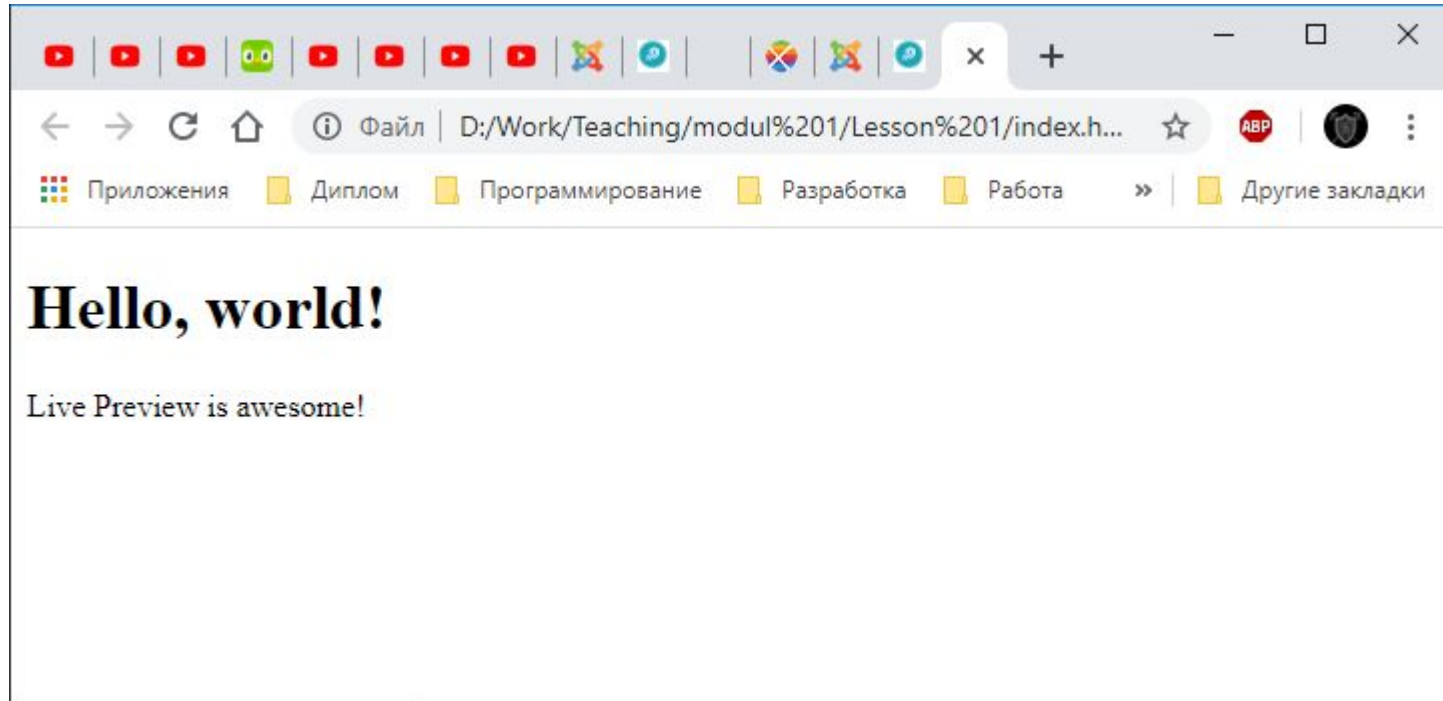 Файл D:/Work/Teaching/modul%201/Lesson%201/index.h... ABP
Приложения Диплом Программирование Разработка Работа » Другие закладки
Hello, world!
Live Preview is awesome!